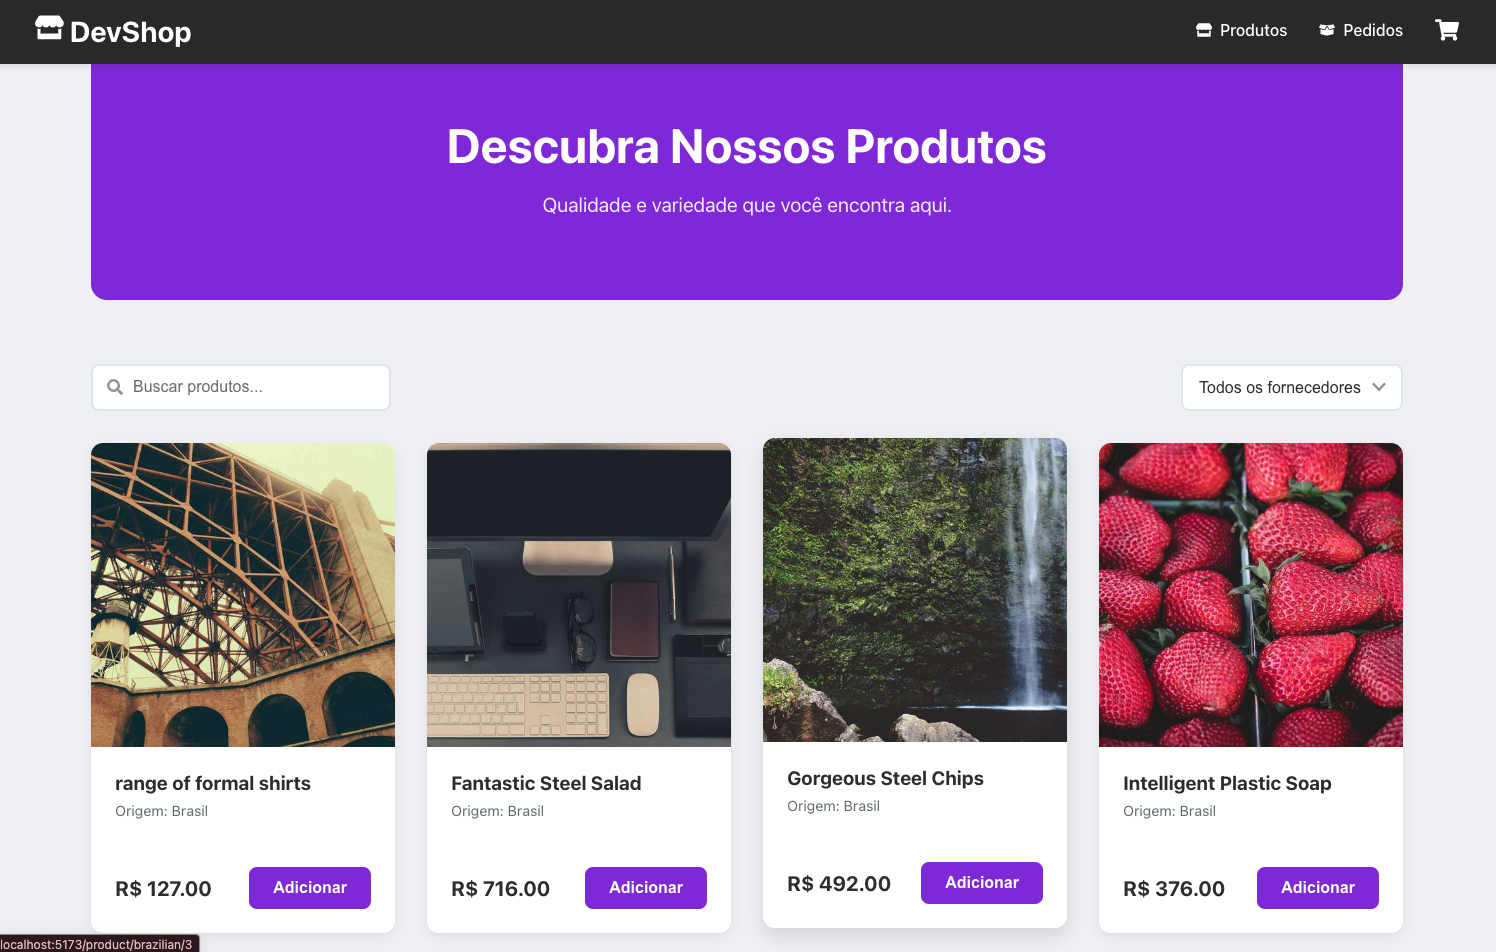 DevShop
Produtos
Pedidos
Descubra Nossos Produtos
Qualidade e variedade que você encontra aqui.
Buscar produtos...
Todos os fornecedores
range of formal shirts
Origem: Brasil
R$ 127.00
Adicionar
Fantastic Steel Salad
Origem: Brasil
R$ 716.00
Adicionar
Gorgeous Steel Chips
Origem: Brasil
R$ 492.00
Adicionar
Intelligent Plastic Soap
Origem: Brasil
R$ 376.00
Adicionar
localhost:5173/product/brazilian/3